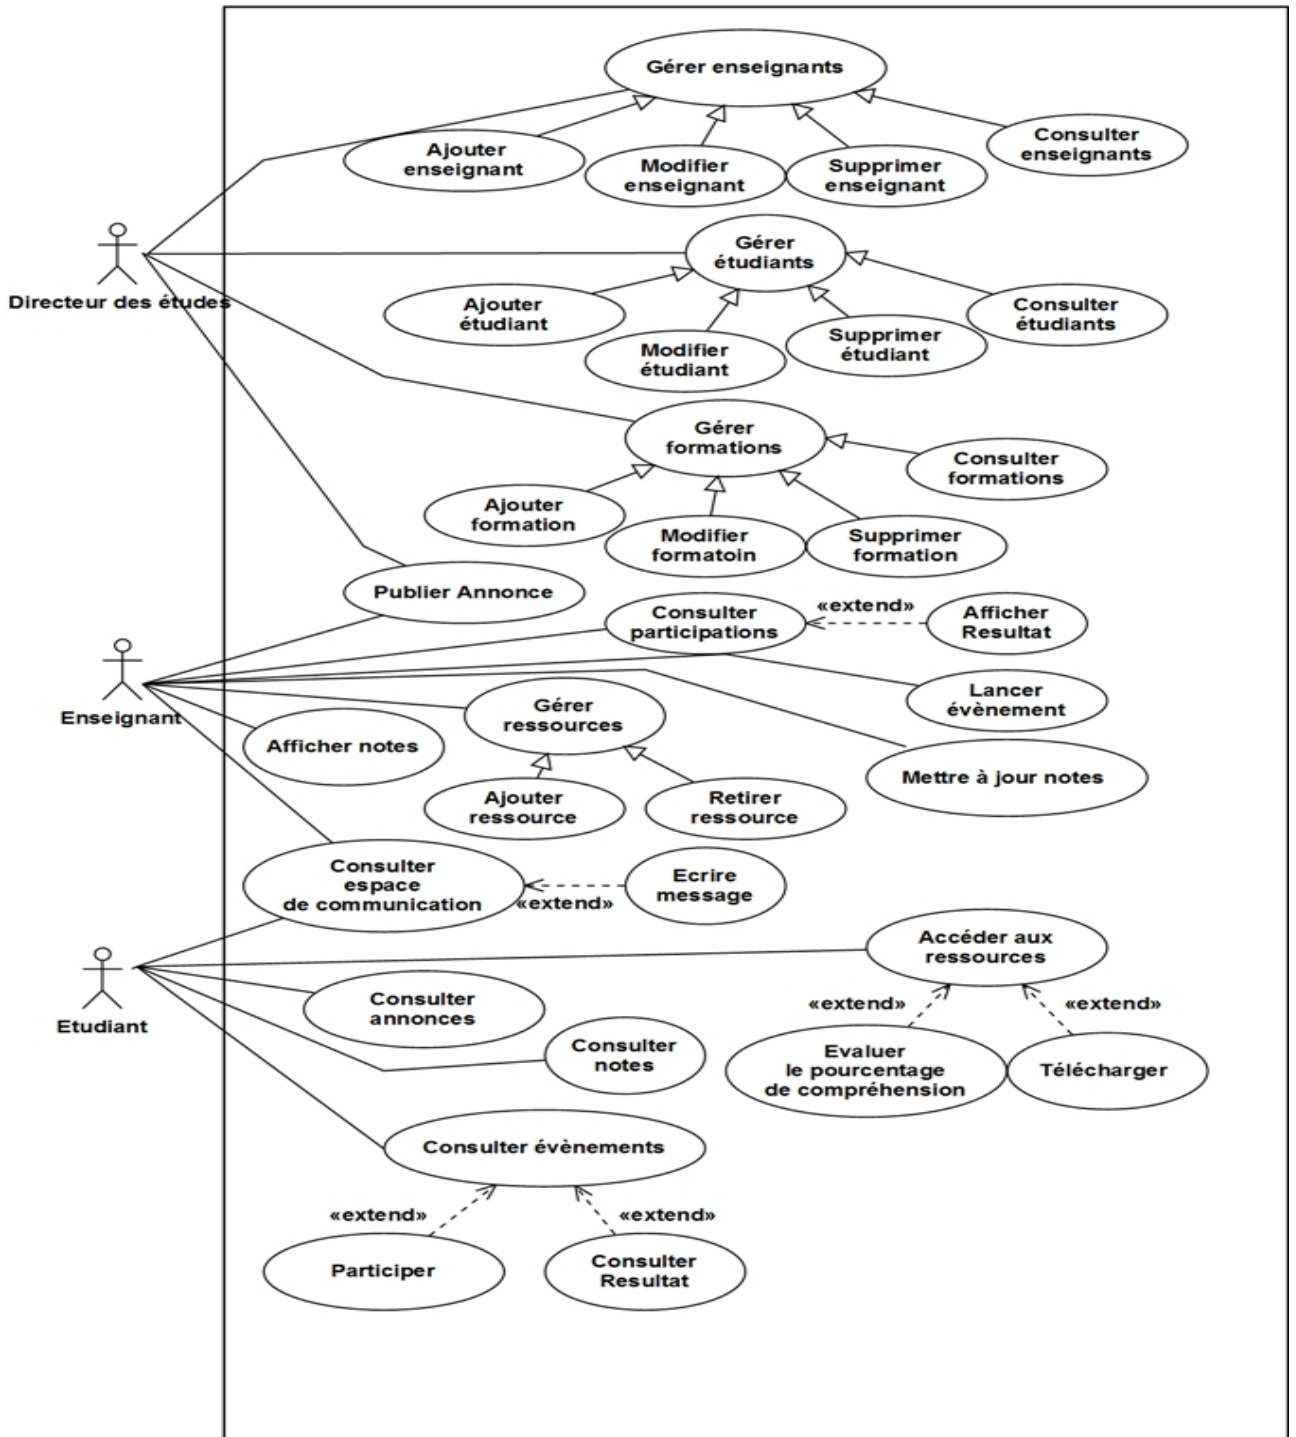 Gérer enseignants
Ajouter
enseignant
Modifier
enseignant
Supprimer
enseignant
Consulter
enseignants
Directeur des études
Gérer
étudiants
Ajouter
étudiant
Modifier
étudiant
Supprimer
étudiant
Consulter
étudiants
Gérer
formations
Ajouter
formation
Modifier
formatoin
Supprimer
formation
Consulter
formations
Publier Annonce
Consulter
participations
«extend»
Afficher
Resultat
Enseignant
Lancer
évènement
Gérer
ressources
Afficher notes
Mettre à jour notes
Ajouter
ressource
Retirer
ressource
Consulter
espace
de communication
«extend»
Ecrire
message
Etudiant
Accéder aux
ressources
Consulter
annonces
«extend»
«extend»
Consulter
notes
Evaluer
le pourcentage
de compréhension
Télécharger
Consulter évènements
«extend»
«extend»
Participer
Consulter
Resultat